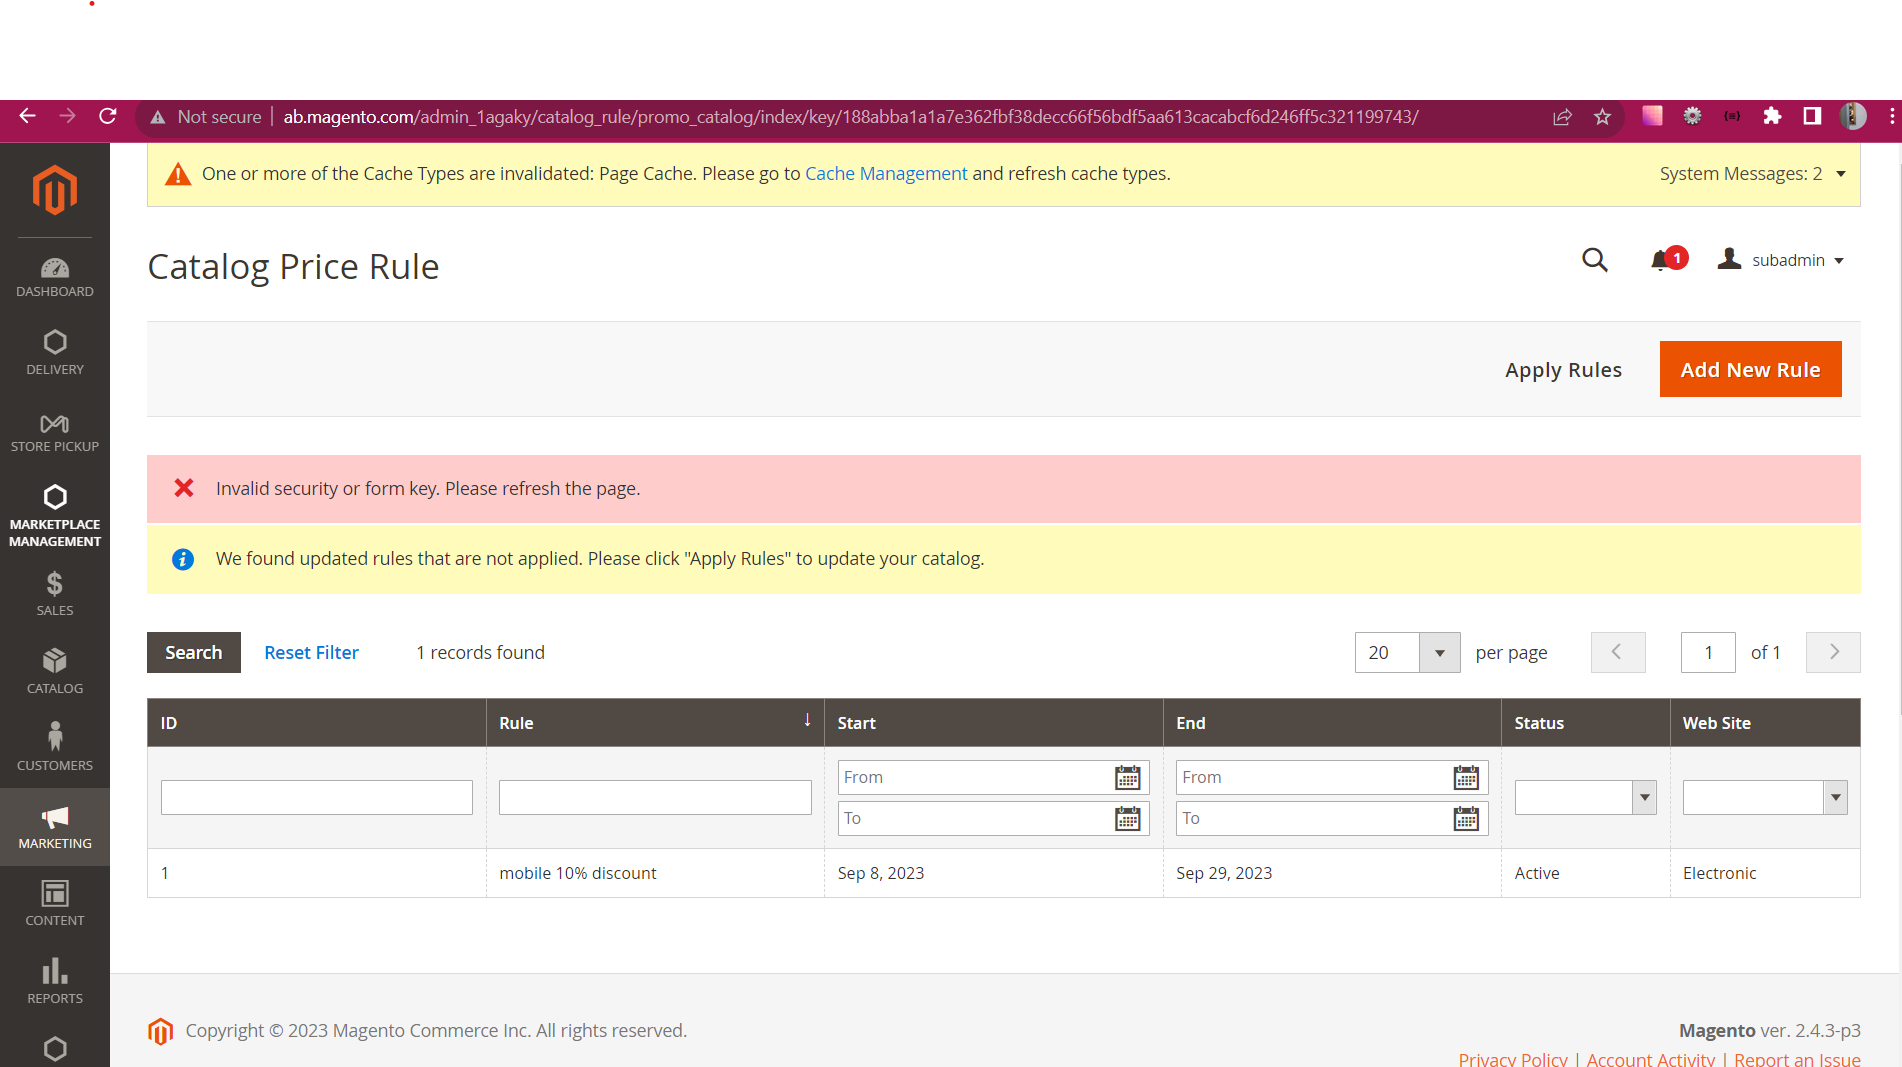 Not secure | ab.magento.com/admin_1agaky/catalog_rule/promo_catalog/index/key/188abba1a1a7e362fbf38decc66f56bdf5aa613cacabcf6d246ff5c321199743/
One or more of the Cache Types are invalidated: Page Cache. Please go to Cache Management and refresh cache types.
System Messages: 2
Catalog Price Rule
1
subadmin
Apply Rules
Add New Rule
DASHBOARD
DELIVERY
STORE PICKUP
MARKETPLACE
MANAGEMENT
SALES
CATALOG
CUSTOMERS
MARKETING
CONTENT
REPORTS
Invalid security or form key. Please refresh the page.
We found updated rules that are not applied. Please click "Apply Rules" to update your catalog.
Search Reset Filter 1 records found
20 per page 1 of 1
ID Rule Start End Status Web Site
From From
To To
1 mobile 10% discount Sep 8, 2023 Sep 29, 2023 Active Electronic
Copyright © 2023 Magento Commerce Inc. All rights reserved.
Magento ver. 2.4.3-p3
Privacy Policy | Account Activity | Report an Issue